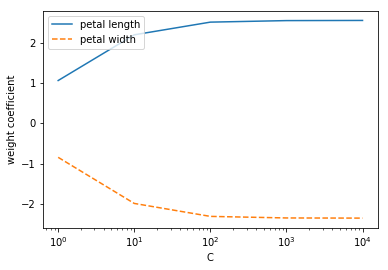 petal length
petal width
weight coefficient
2
1
0
−1
−2
10⁰
10¹
10²
10³
10⁴
C